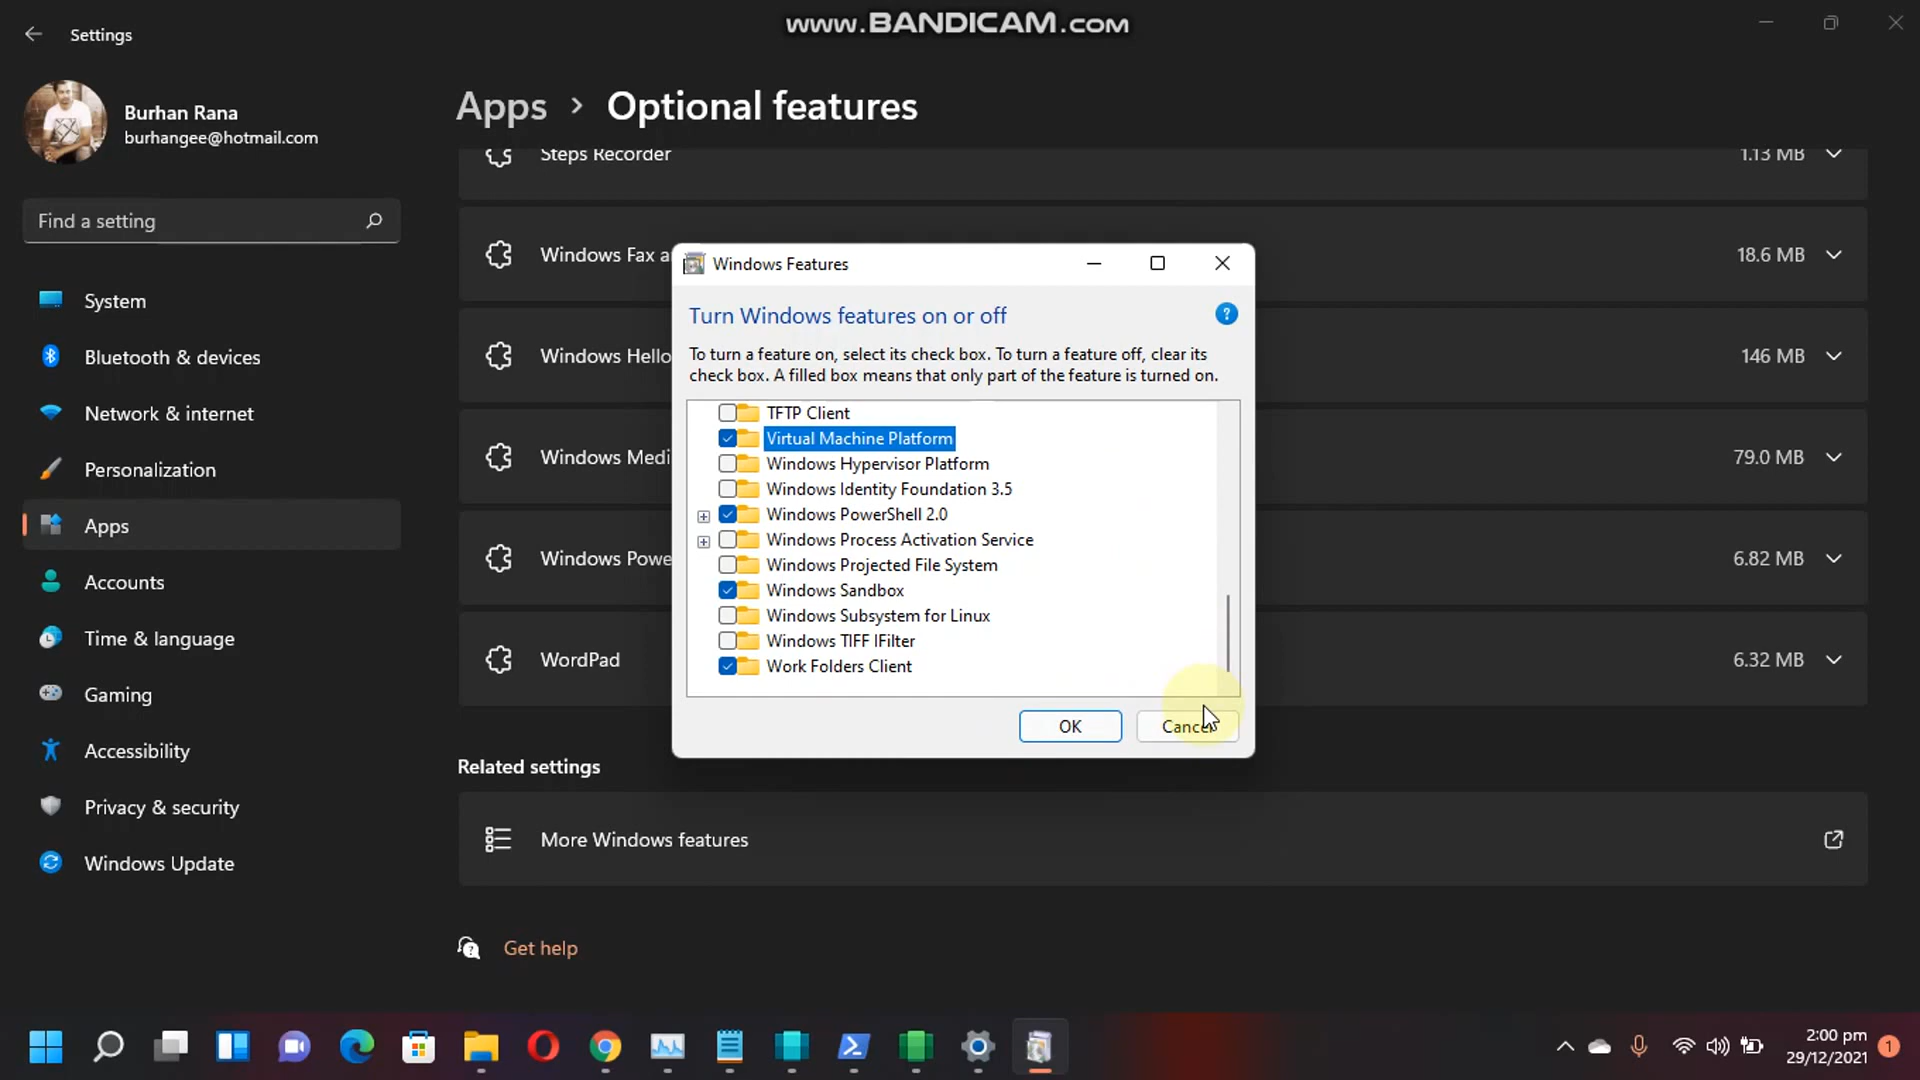 www.BANDICAM.com
Settings
Burhan Rana
burhangee@hotmail.com
Find a setting
System
Bluetooth & devices
Network & internet
Personalization
Apps
Accounts
Time & language
Gaming
Accessibility
Privacy & security
Windows Update
Apps > Optional features
Steps Recorder 1.13 MB
Windows Fax a 18.6 MB
Windows Hello 146 MB
Windows Medi 79.0 MB
Windows Powe 6.82 MB
WordPad 6.32 MB
Related settings
More Windows features
Get help
Windows Features
Turn Windows features on or off
?
To turn a feature on, select its check box. To turn a feature off, clear its
check box. A filled box means that only part of the feature is turned on.
TFTP Client
Virtual Machine Platform
Windows Hypervisor Platform
Windows Identity Foundation 3.5
Windows PowerShell 2.0
Windows Process Activation Service
Windows Projected File System
Windows Sandbox
Windows Subsystem for Linux
Windows TIFF IFilter
Work Folders Client
OK
Cancel
2:00 pm
29/12/2021
1